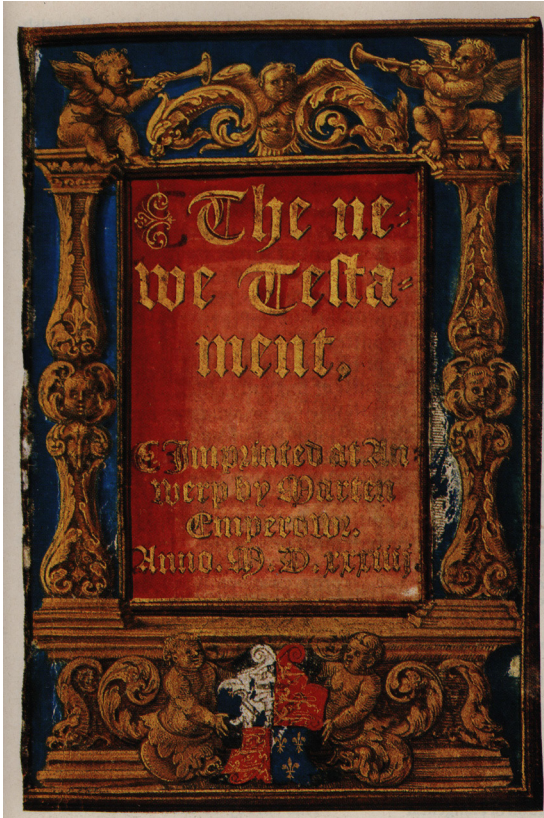 The ne⸗
we Testa⸗
ment,
Imprinted at An⸗
werp by Marten
Emperowr.
Anno. M. D. xxxiiij.